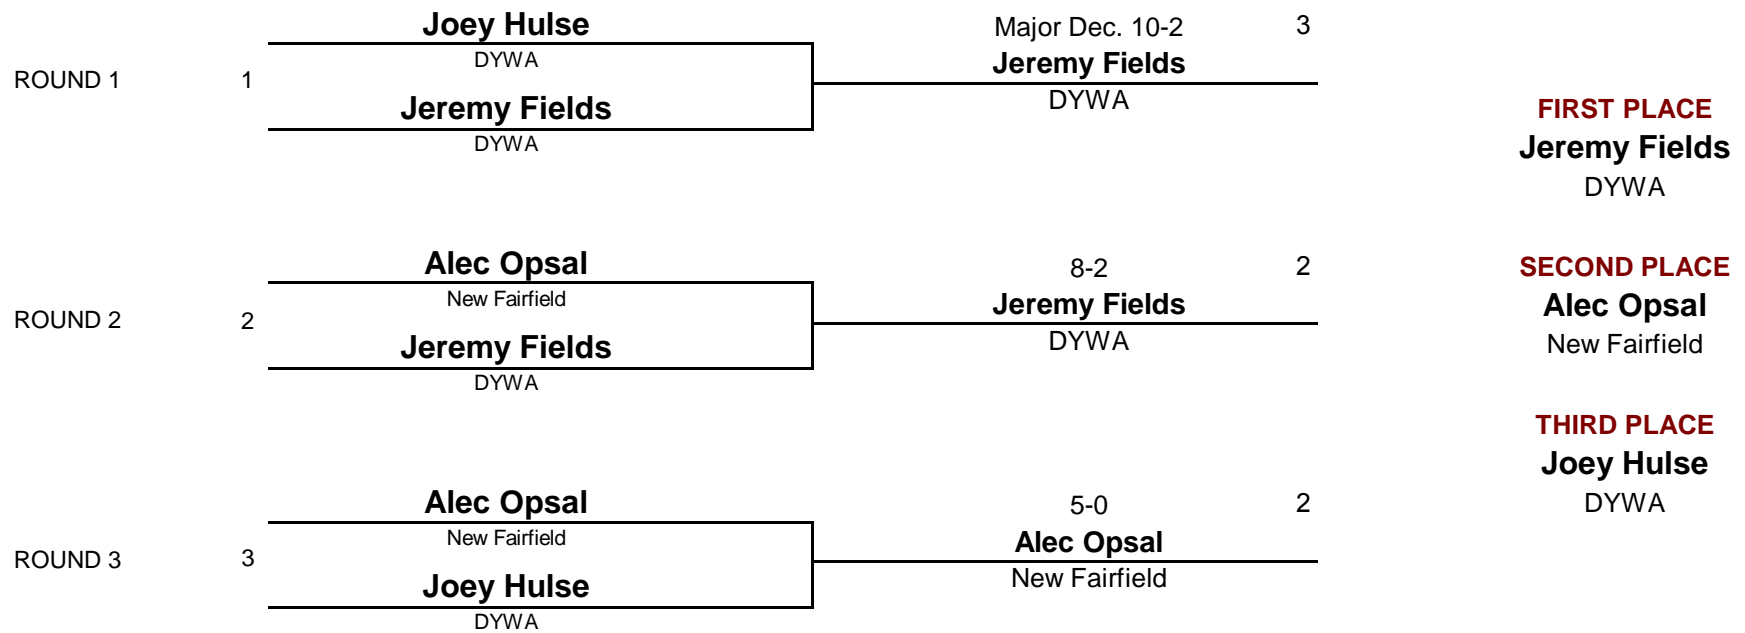 Joey Hulse
DYWA
ROUND 1
1
Jeremy Fields
DYWA
Major Dec. 10-2
3
Jeremy Fields
DYWA
Alec Opsal
New Fairfield
ROUND 2
2
Jeremy Fields
DYWA
8-2
2
Jeremy Fields
DYWA
Alec Opsal
New Fairfield
ROUND 3
3
Joey Hulse
DYWA
5-0
2
Alec Opsal
New Fairfield
FIRST PLACE
Jeremy Fields
DYWA
SECOND PLACE
Alec Opsal
New Fairfield
THIRD PLACE
Joey Hulse
DYWA